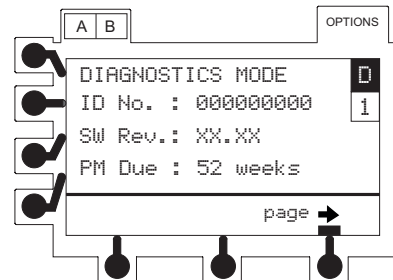 A B
OPTIONS
DIAGNOSTICS MODE
D
ID No. : 000000000
1
SW Rev.: XX.XX
PM Due : 52 weeks
page